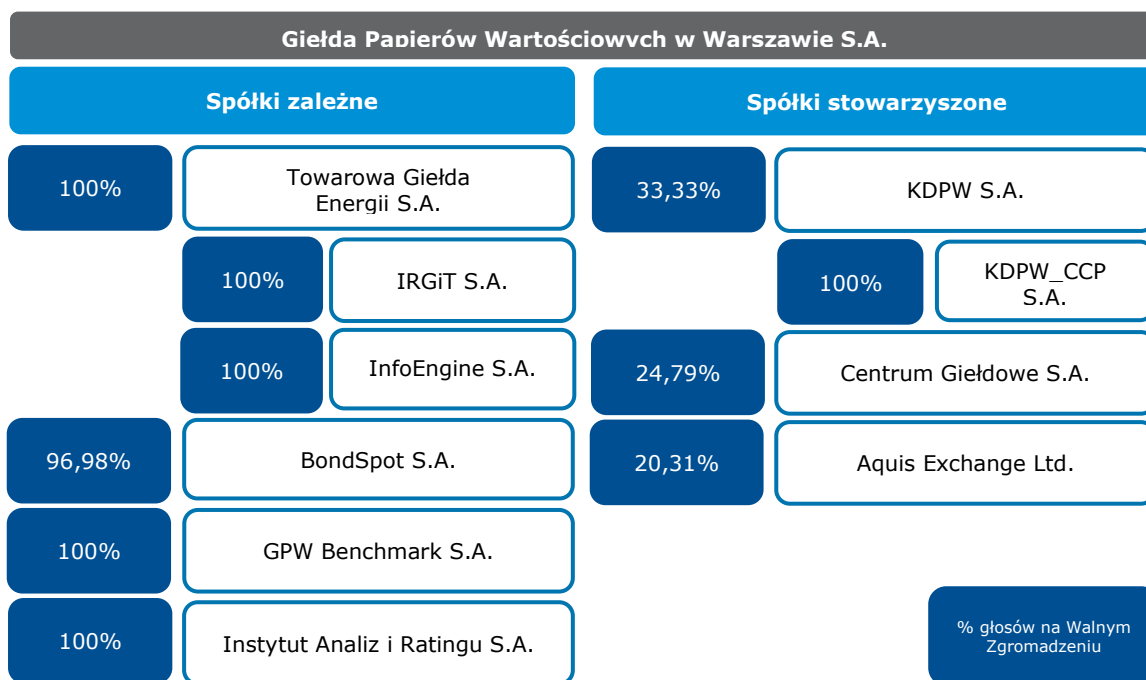 Giełda Papierów Wartościowych w Warszawie S.A.
Spółki zależne
100%
Towarowa Giełda
Energii S.A.
100%
IRGiT S.A.
100%
InfoEngine S.A.
96,98%
BondSpot S.A.
100%
GPW Benchmark S.A.
100%
Instytut Analiz i Ratingu S.A.
Spółki stowarzyszone
33,33%
KDPW S.A.
100%
KDPW_CCP
S.A.
24,79%
Centrum Giełdowe S.A.
20,31%
Aquis Exchange Ltd.
% głosów na Walnym
Zgromadzeniu